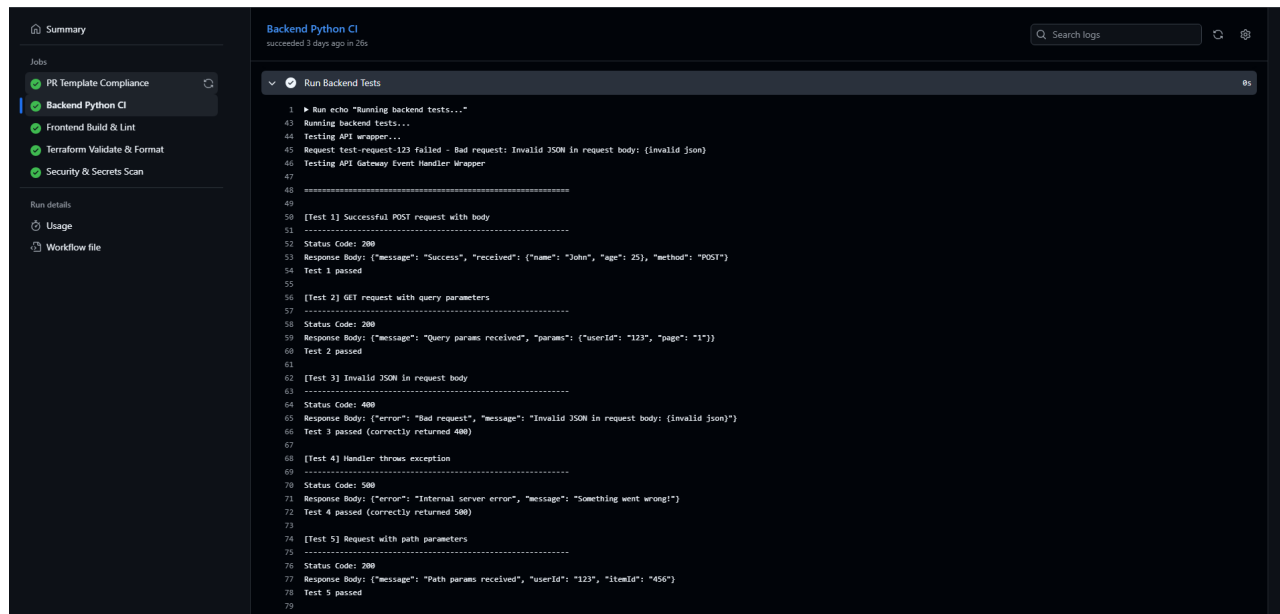 Summary
Jobs
PR Template Compliance
Backend Python CI
Frontend Build & Lint
Terraform Validate & Format
Security & Secrets Scan
Run details
Usage
Workflow file
Backend Python CI
succeeded 3 days ago in 26s
Search logs
Run Backend Tests 0s
1 Run echo "Running backend tests..."
43 Running backend tests...
44 Testing API wrapper...
45 Request test-request-123 failed - Bad request: Invalid JSON in request body: {invalid json}
46 Testing API Gateway Event Handler Wrapper
47
48 ============================================================
49
50 [Test 1] Successful POST request with body
51 ------------------------------------------------------------
52 Status Code: 200
53 Response Body: {"message": "Success", "received": {"name": "John", "age": 25}, "method": "POST"}
54 Test 1 passed
55
56 [Test 2] GET request with query parameters
57 ------------------------------------------------------------
58 Status Code: 200
59 Response Body: {"message": "Query params received", "params": {"userId": "123", "page": "1"}}
60 Test 2 passed
61
62 [Test 3] Invalid JSON in request body
63 ------------------------------------------------------------
64 Status Code: 400
65 Response Body: {"error": "Bad request", "message": "Invalid JSON in request body: {invalid json}"}
66 Test 3 passed (correctly returned 400)
67
68 [Test 4] Handler throws exception
69 ------------------------------------------------------------
70 Status Code: 500
71 Response Body: {"error": "Internal server error", "message": "Something went wrong!"}
72 Test 4 passed (correctly returned 500)
73
74 [Test 5] Request with path parameters
75 ------------------------------------------------------------
76 Status Code: 200
77 Response Body: {"message": "Path params received", "userId": "123", "itemId": "456"}
78 Test 5 passed
79